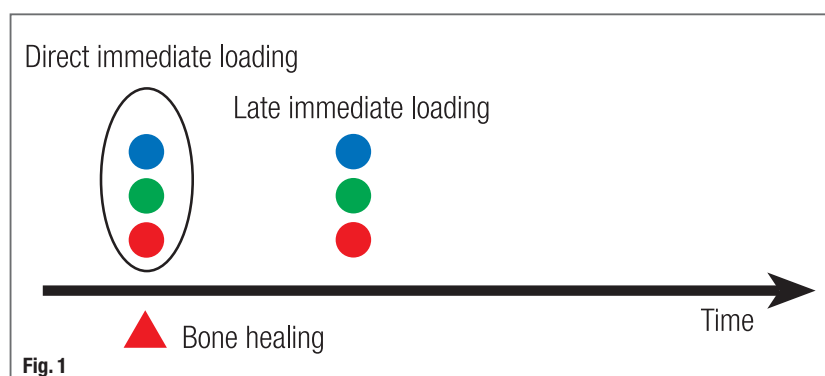 Direct immediate loading
Late immediate loading
Time
Bone healing
Fig. 1